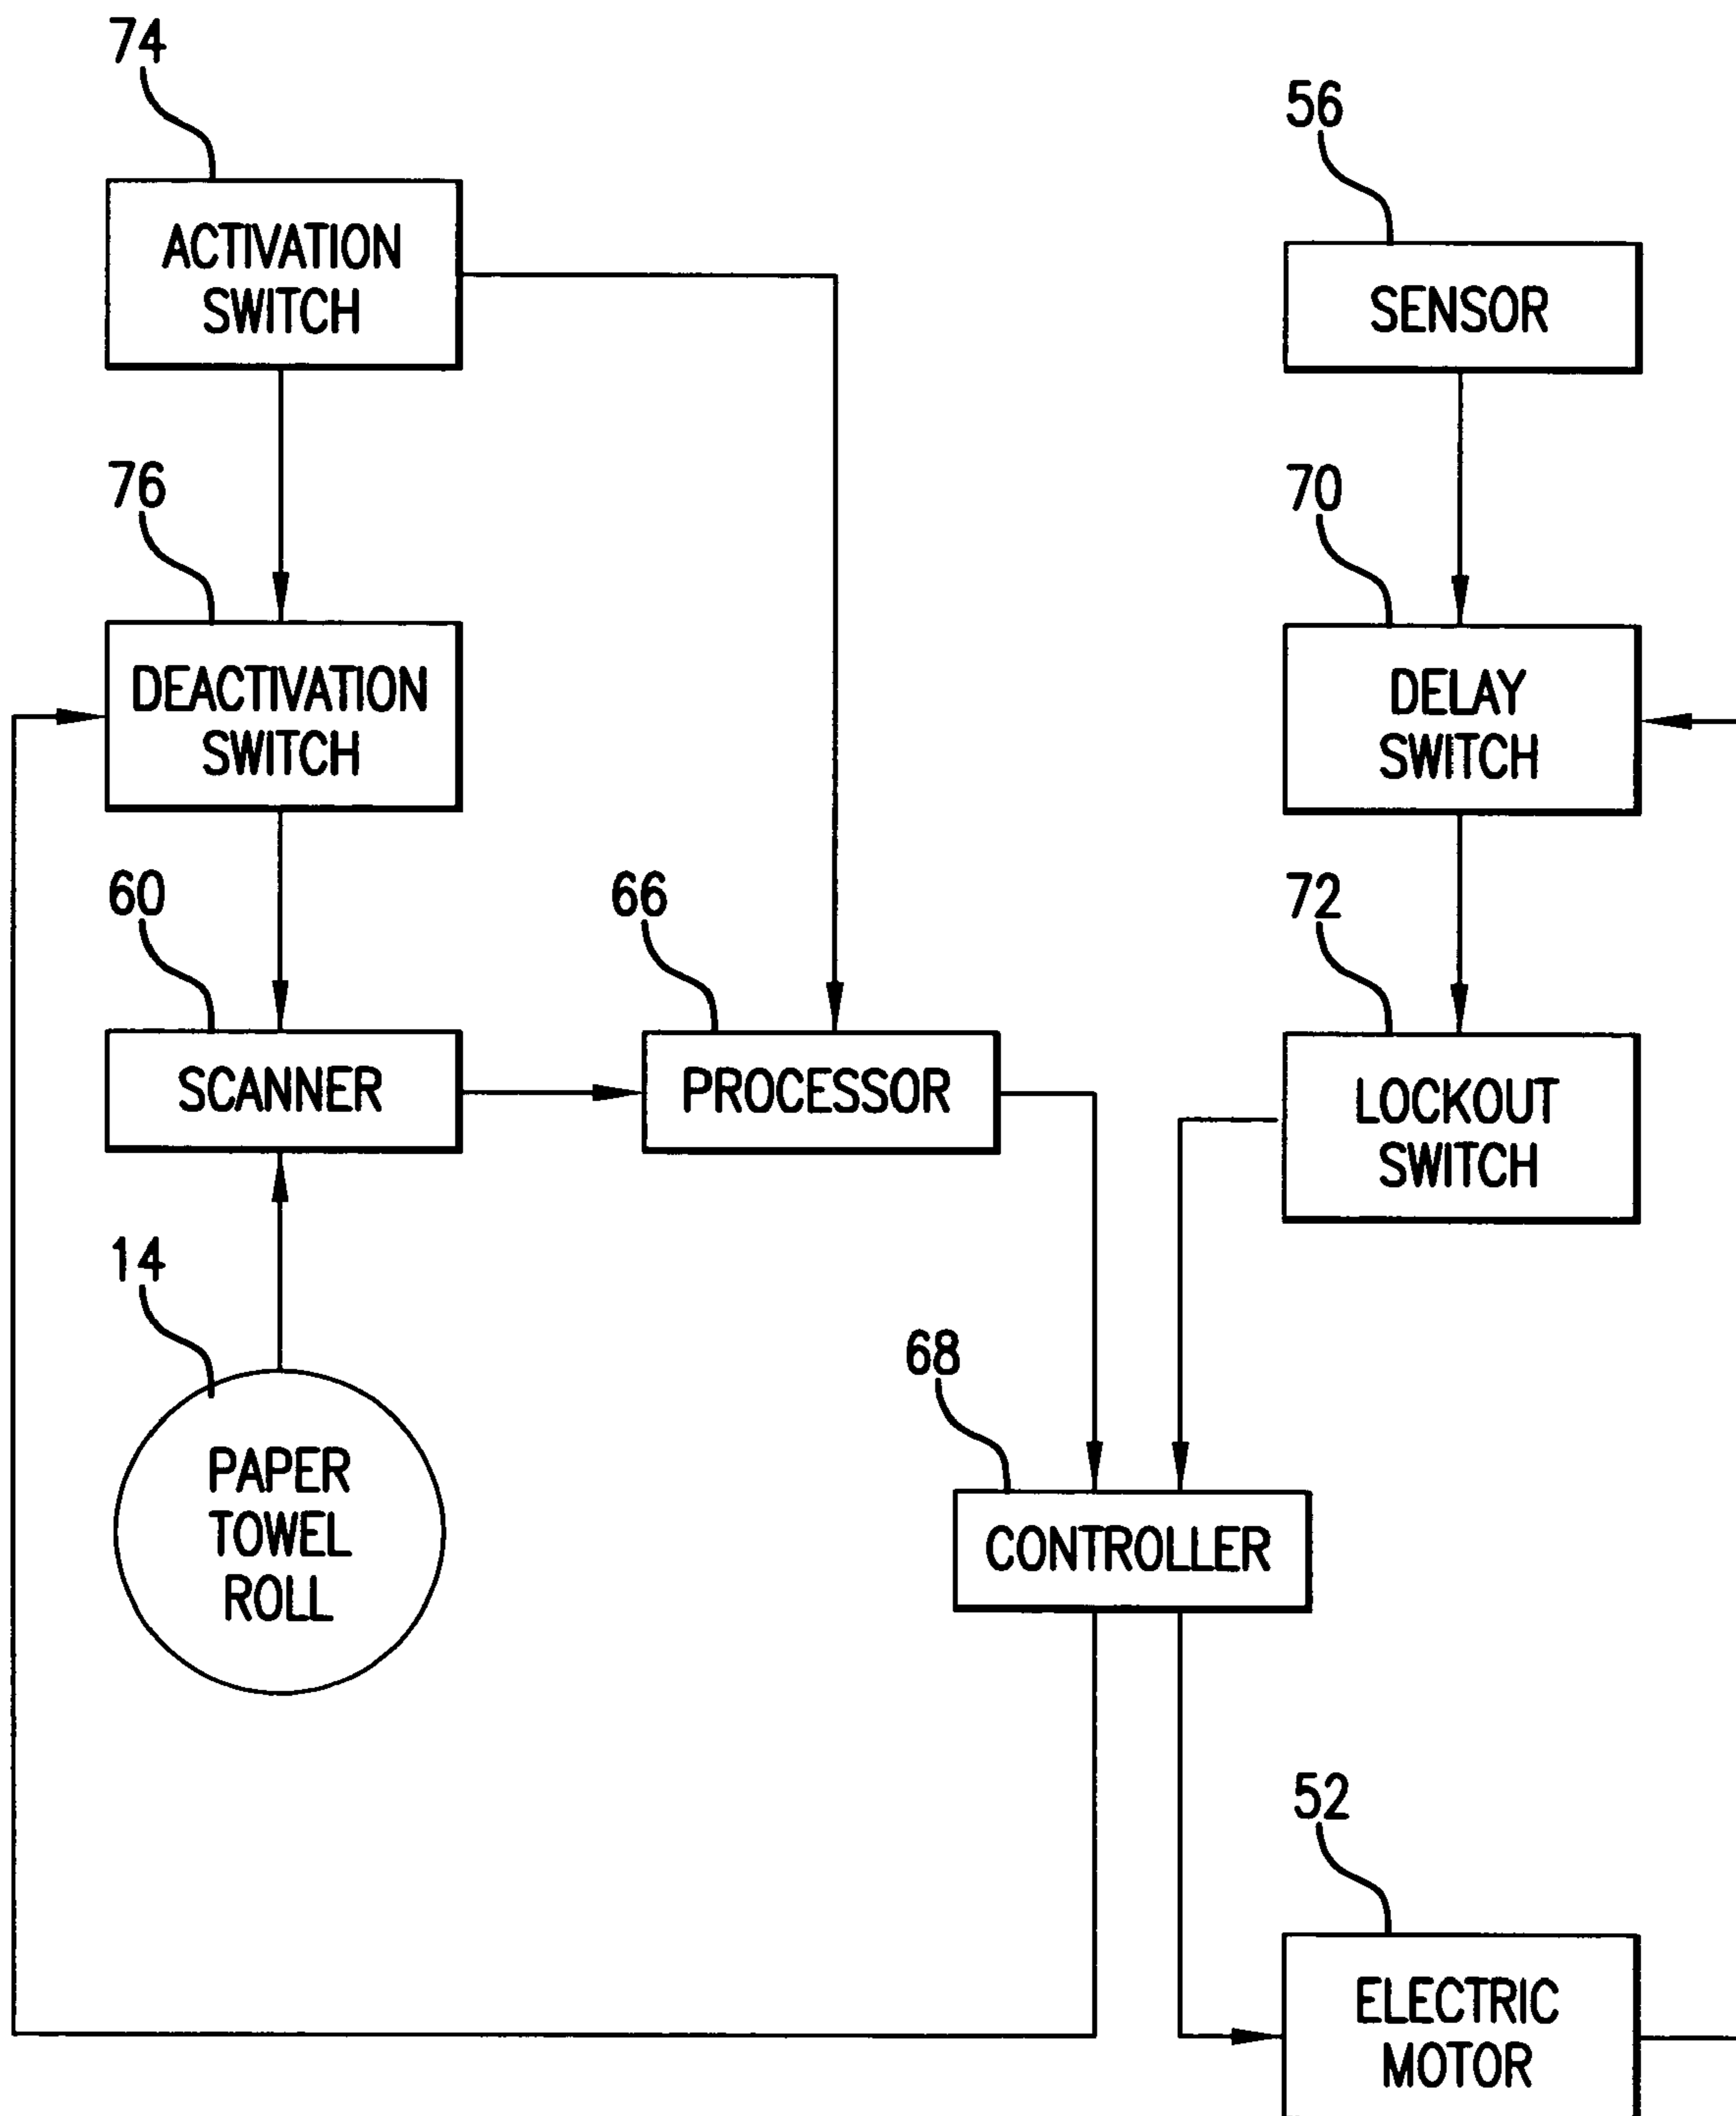 74
ACTIVATION
SWITCH
56
SENSOR
76
DEACTIVATION
SWITCH
70
DELAY
SWITCH
60
SCANNER
66
PROCESSOR
72
LOCKOUT
SWITCH
14
PAPER
TOWEL
ROLL
68
CONTROLLER
52
ELECTRIC
MOTOR